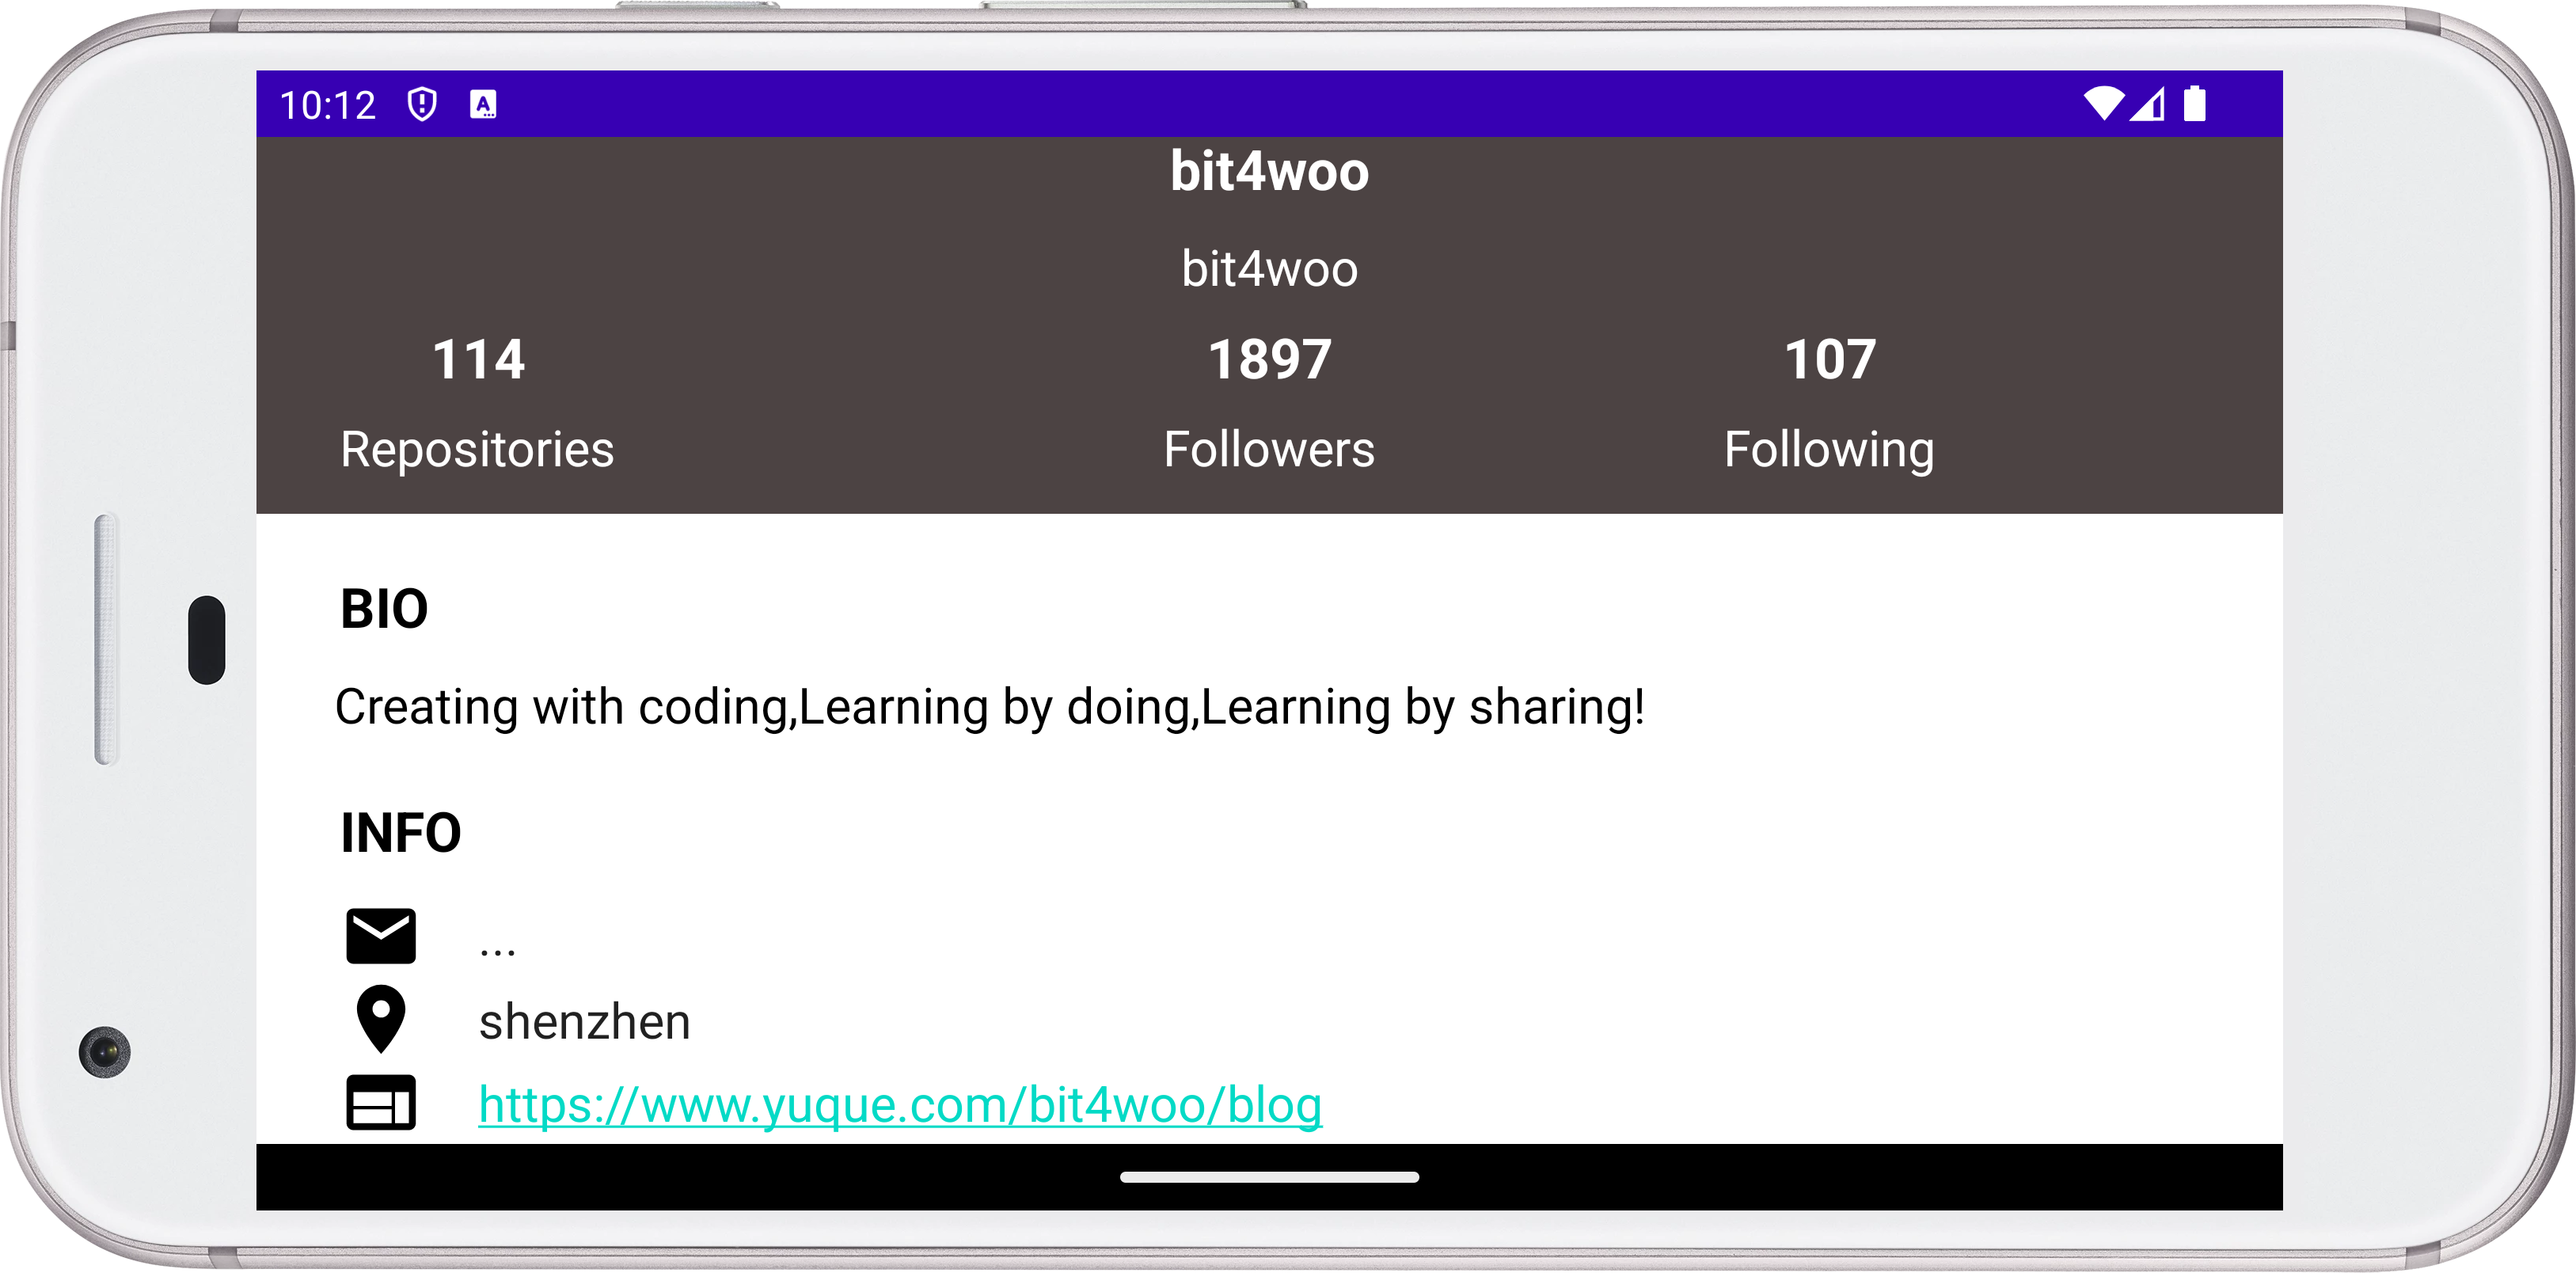 10:12
bit4woo
bit4woo
114 1897 107
Repositories Followers Following
BIO
Creating with coding,Learning by doing,Learning by sharing!
INFO
...
shenzhen
https://www.yuque.com/bit4woo/blog